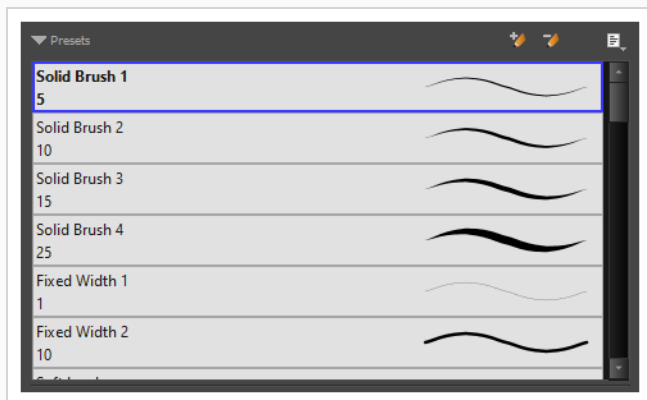 Presets
Solid Brush 1
5
Solid Brush 2
10
Solid Brush 3
15
Solid Brush 4
25
Fixed Width 1
1
Fixed Width 2
10